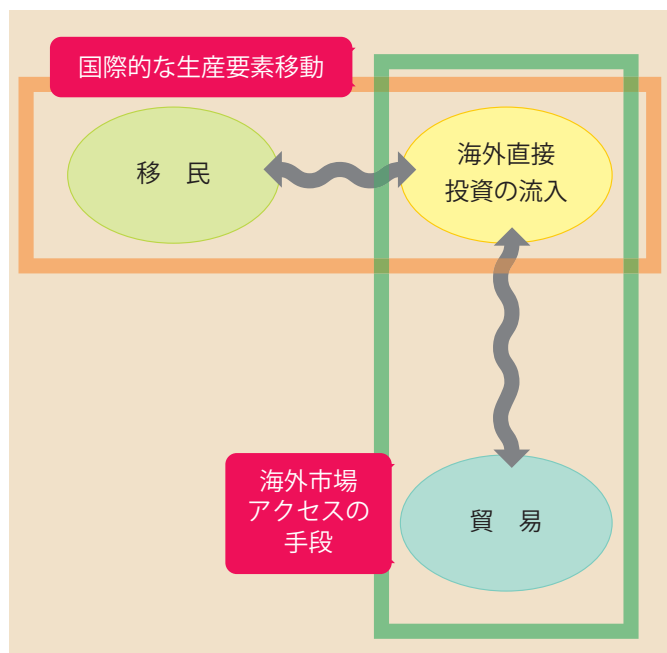 国際的な生産要素移動
移　民
海外直接
投資の流入
海外市場
アクセスの
手段
貿　易